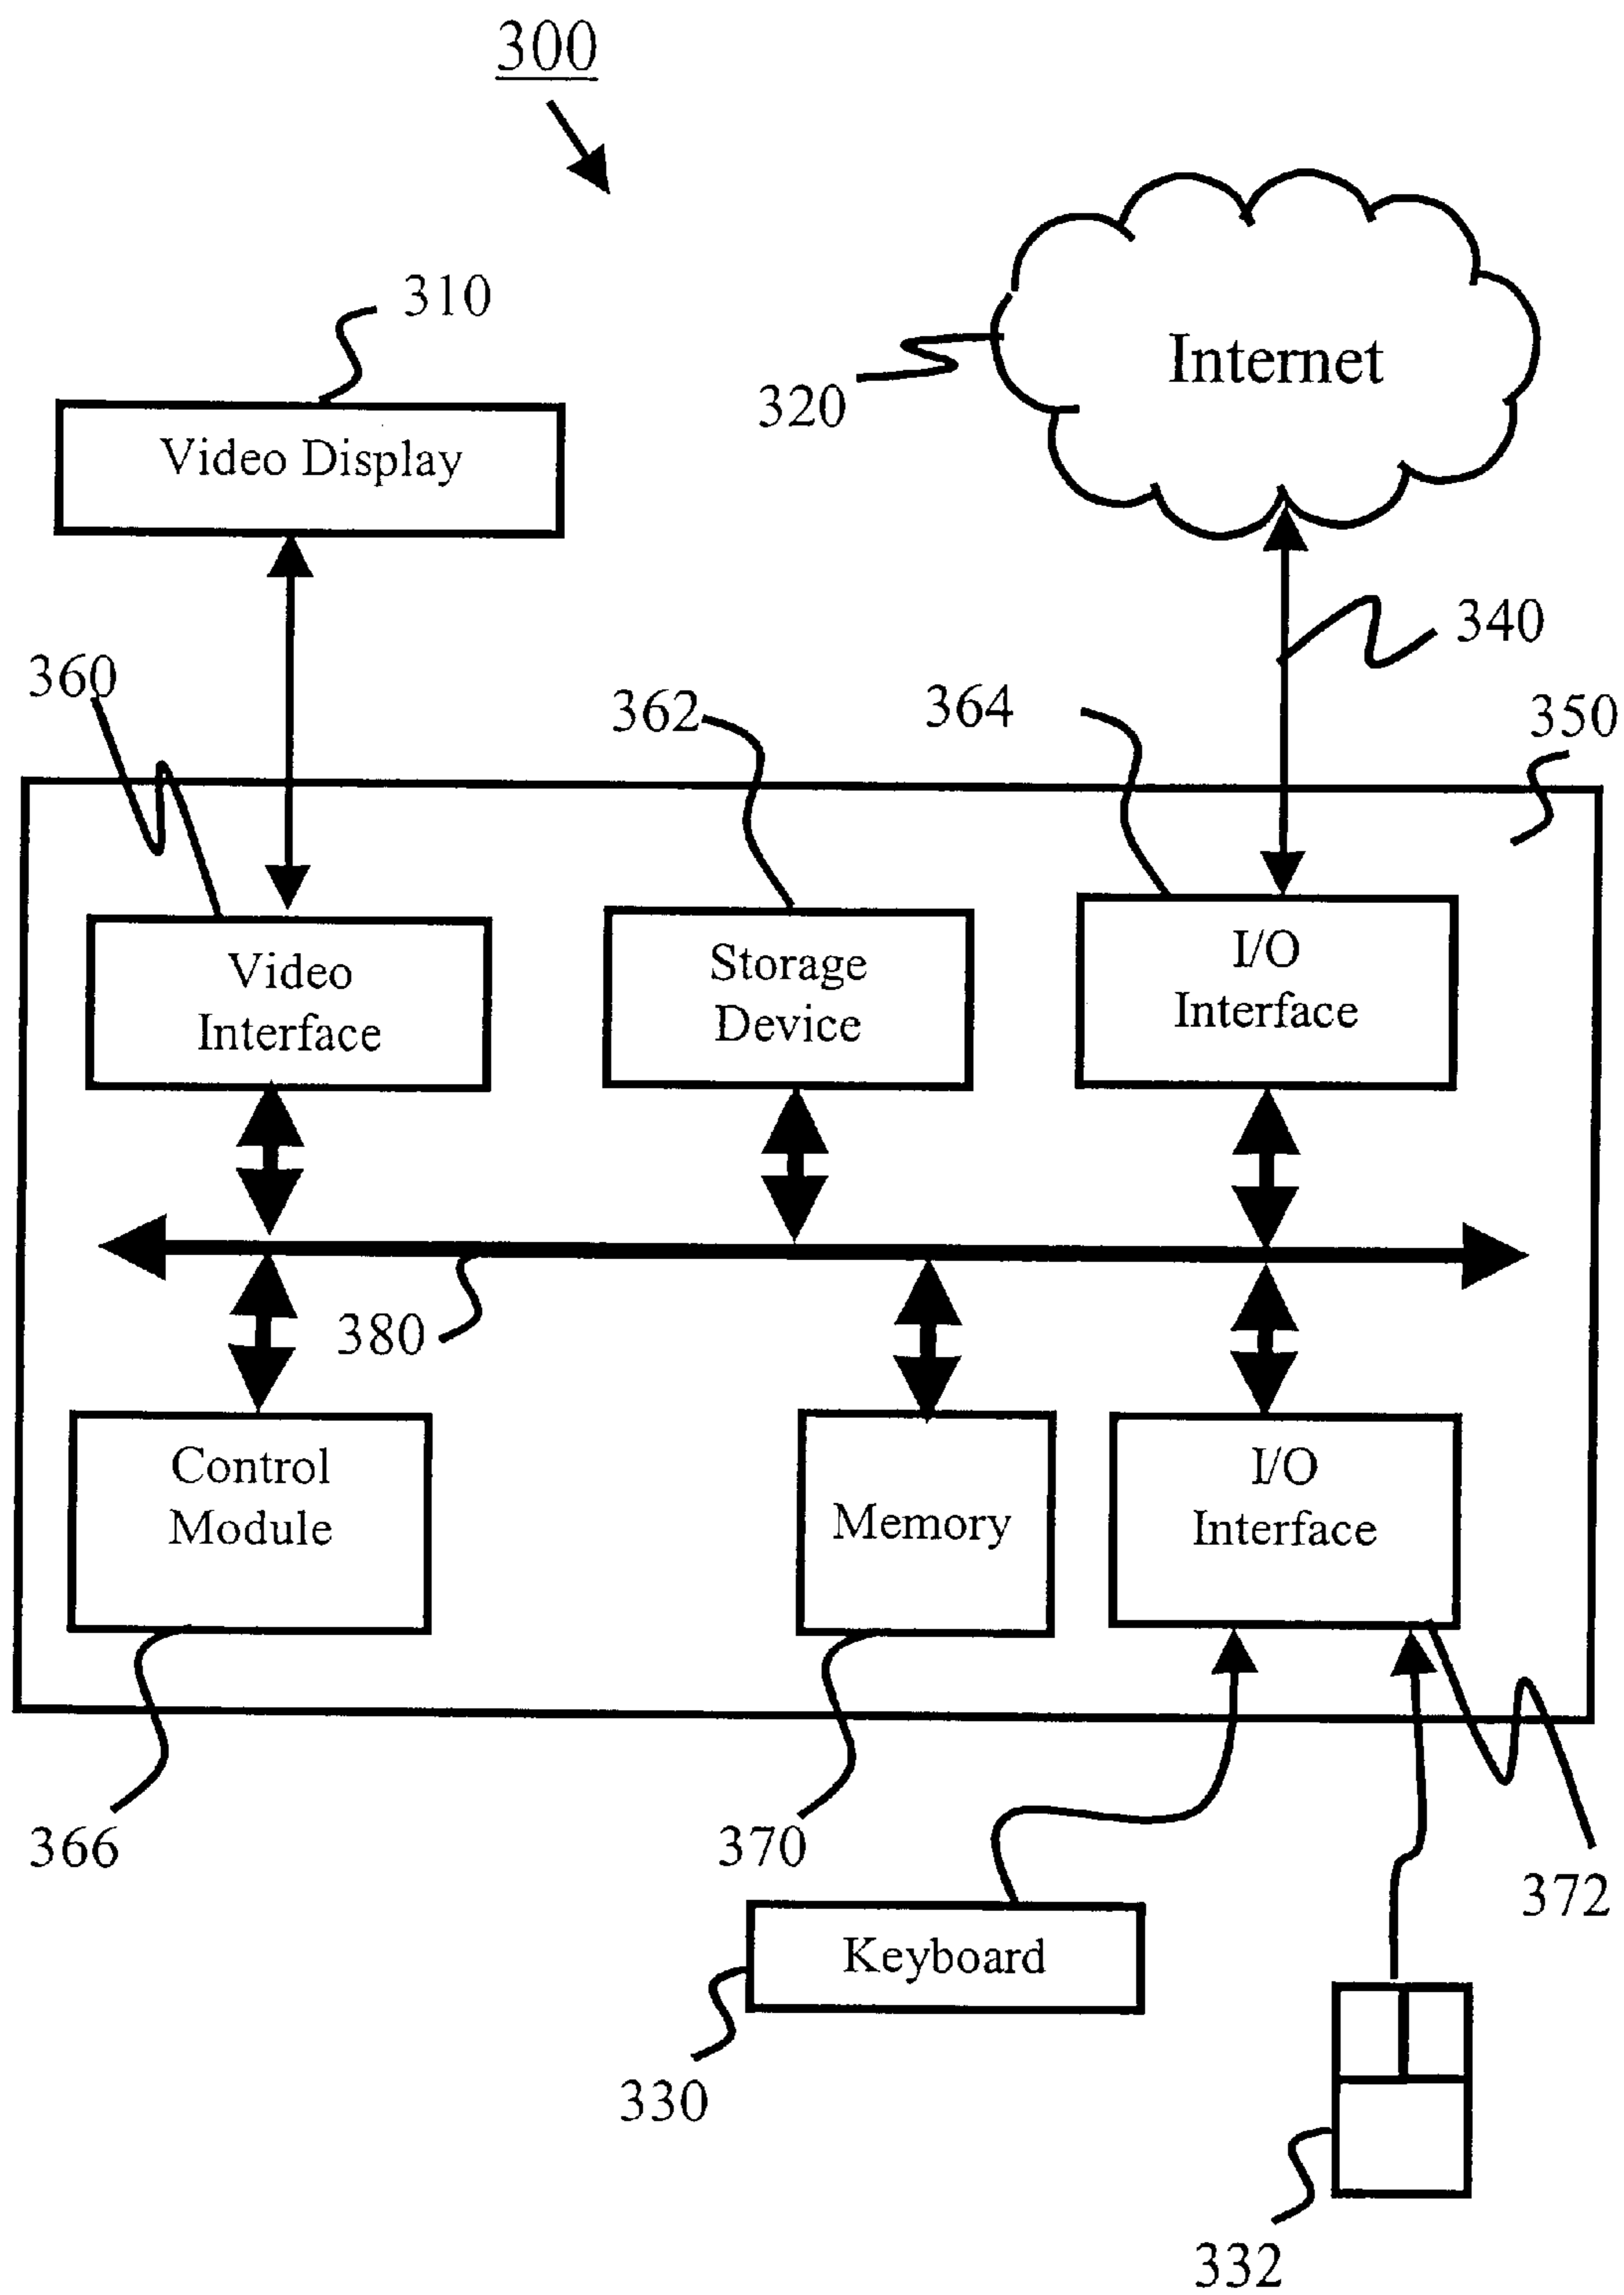 300
310
Internet
320
Video Display
340
360
362
364
350
Video
Interface
Storage
Device
I/O
Interface
380
Control
Module
Memory
I/O
Interface
366
370
372
Keyboard
330
332